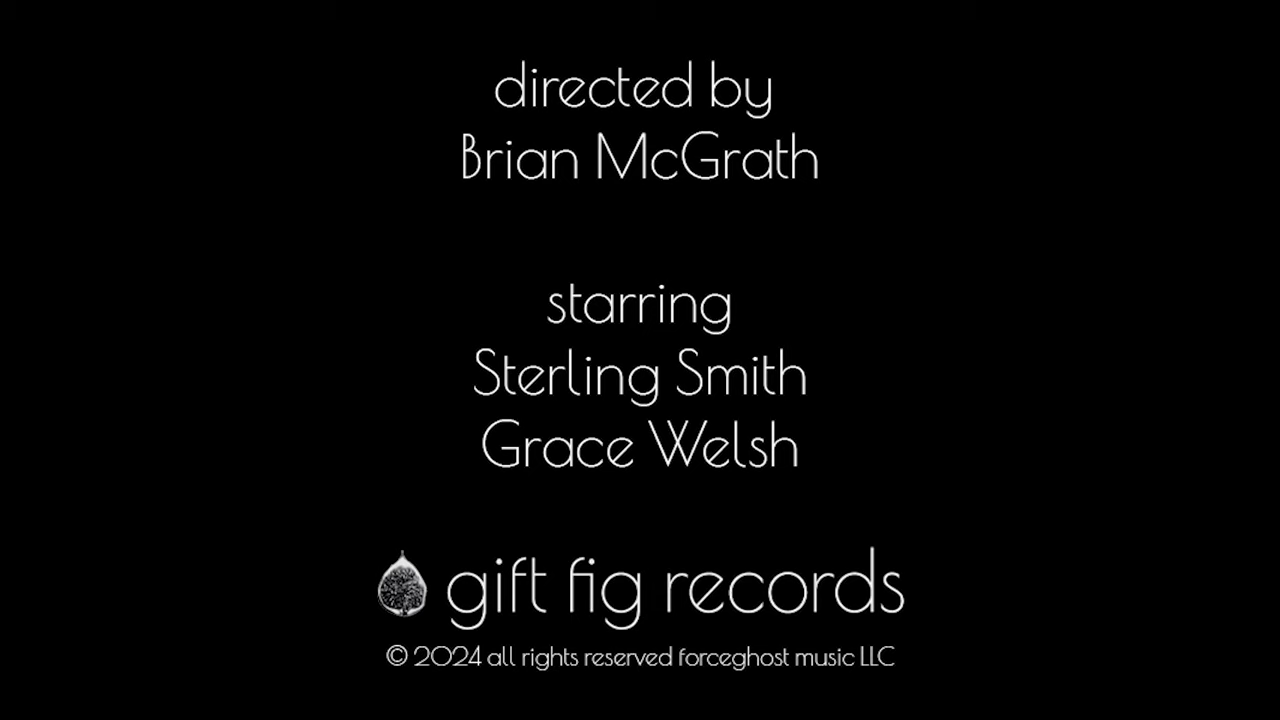 directed by
Brian McGrath
starring
Sterling Smith
Grace Welsh
gift fig records
© 2024 all rights reserved forceghost music LLC